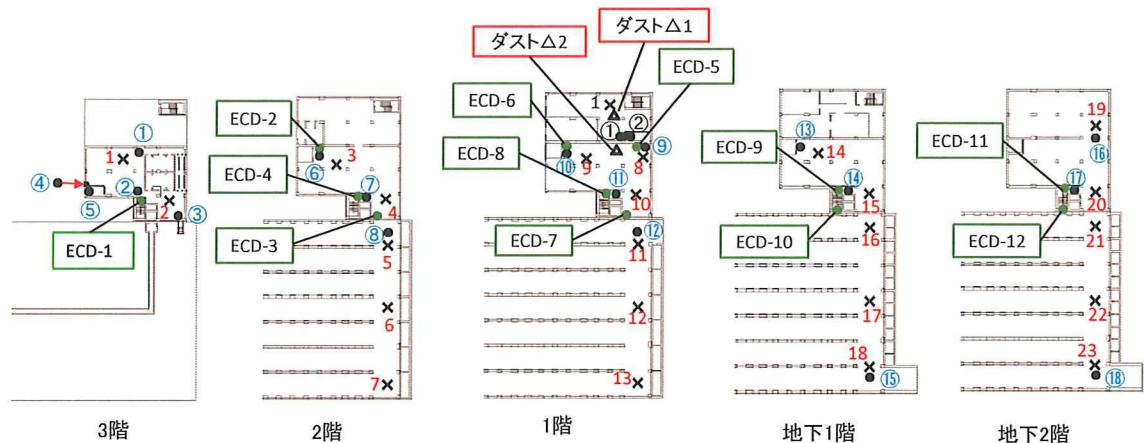 ダスト△2
ダスト△1
ECD-5
ECD-6
ECD-2
ECD-8
ECD-4
ECD-3
ECD-1
ECD-7
ECD-9
ECD-10
ECD-11
ECD-12
①
1
④
②
⑤
2
③
3階
3
⑥
⑦
4
⑧
5
6
7
2階
1
①
②
⑨
⑩
9
8
⑪
10
⑫
11
12
13
1階
⑬
14
⑭
15
16
17
18
⑮
地下1階
19
⑯
⑰
20
21
22
23
⑱
地下2階